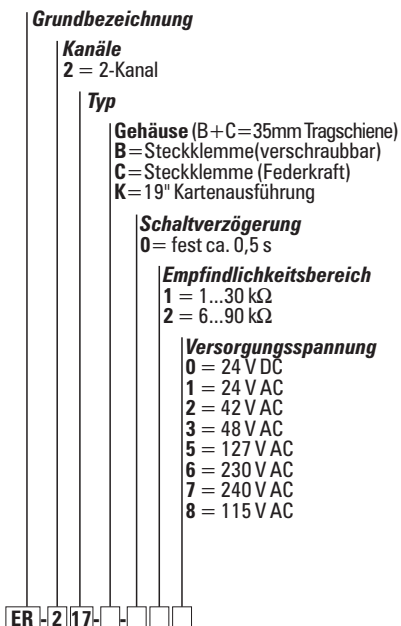 Grundbezeichnung
Kanäle
2 = 2-Kanal
Typ
Gehäuse (B+C=35mm Tragschiene)
B=Steckklemme(verschraubbar)
C=Steckklemme (Federkraft)
K=19" Kartenausführung
Schaltverzögerung
0= fest ca. 0,5 s
Empfindlichkeitsbereich
1 = 1...30 kΩ
2 = 6...90 kΩ
Versorgungsspannung
0 = 24 V DC
1 = 24 V AC
2 = 42 V AC
3 = 48 V AC
5 = 127 V AC
6 = 230 V AC
7 = 240 V AC
8 = 115 V AC
ER - 2 17- -